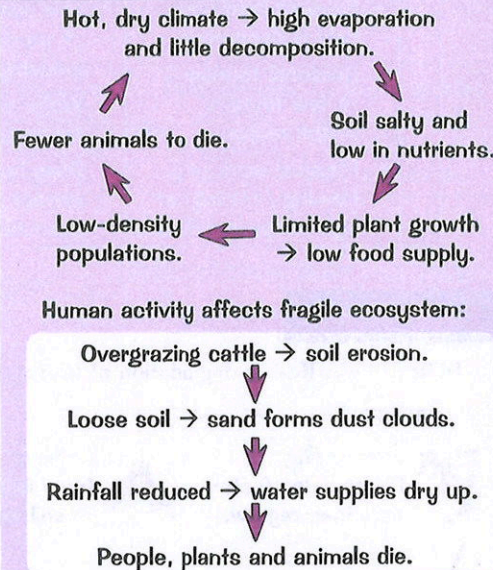 Hot, dry climate → high evaporation
and little decomposition.
Soil salty and
low in nutrients.
Fewer animals to die.
Low-density
populations.
Limited plant growth
→ low food supply.
Human activity affects fragile ecosystem:
Overgrazing cattle → soil erosion.
Loose soil → sand forms dust clouds.
Rainfall reduced → water supplies dry up.
People, plants and animals die.